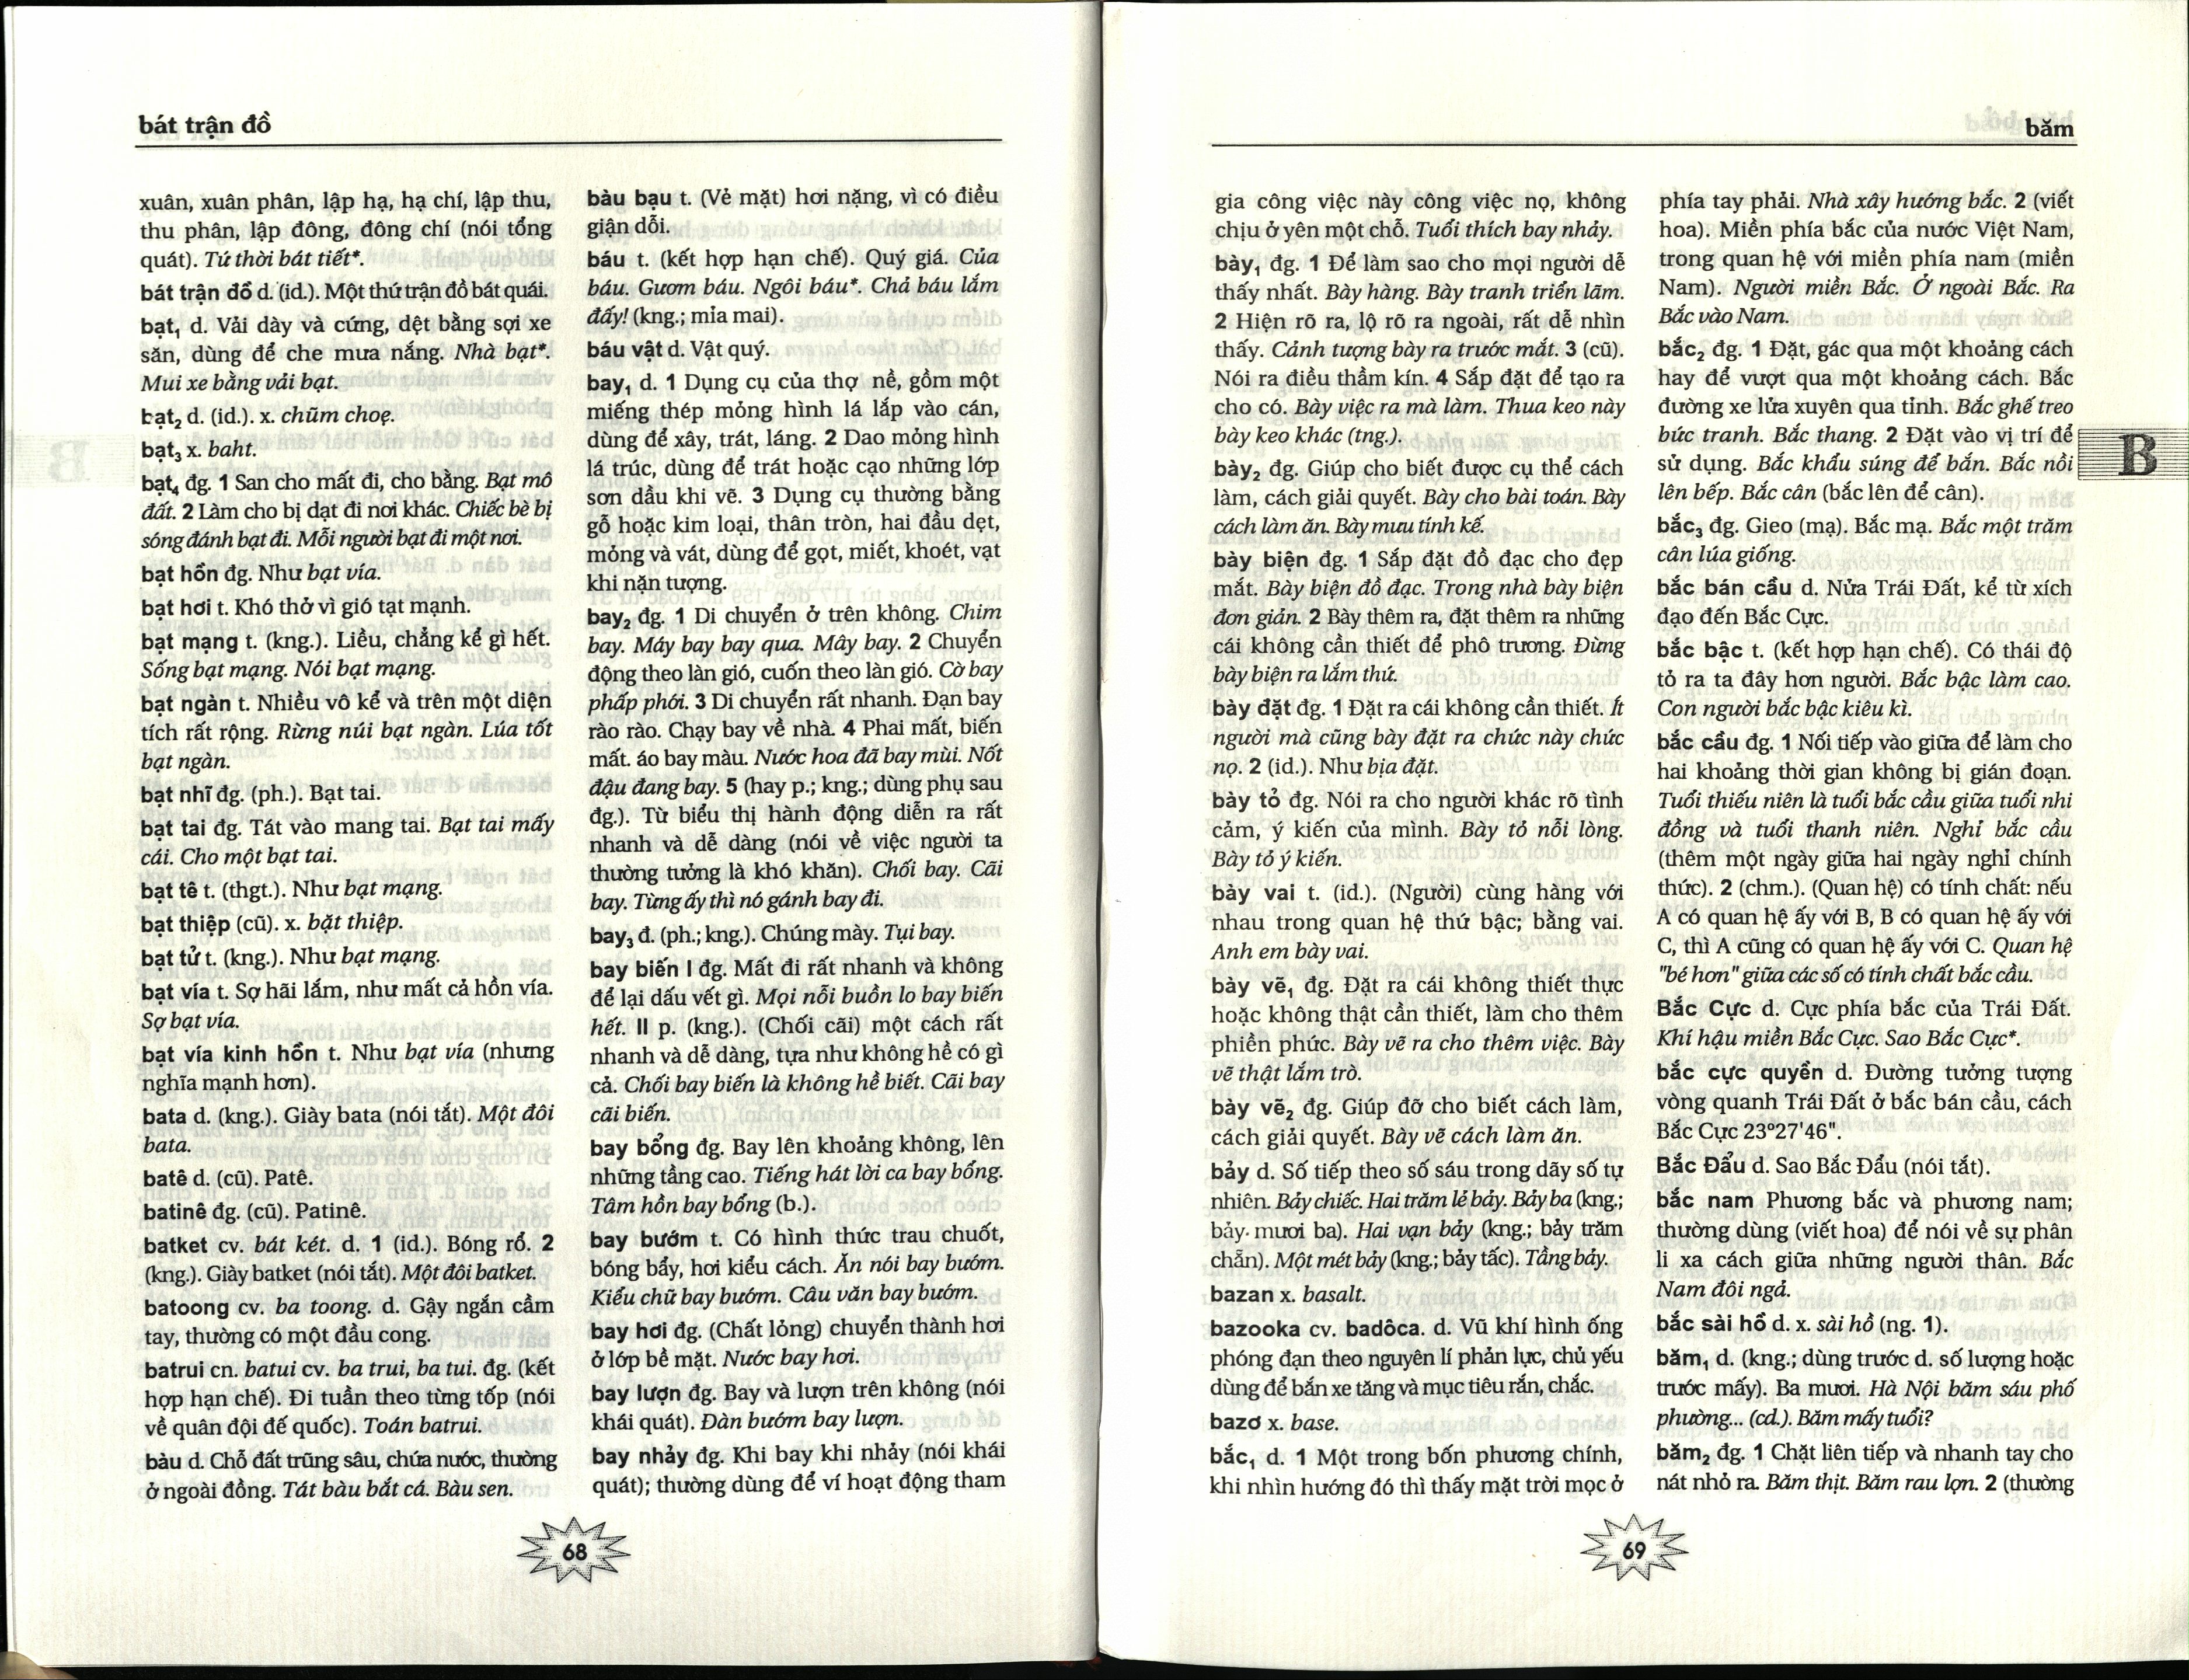 bát trận đồ
xuân, xuân phân, lập hạ, hạ chí, lập thu,
thu phân, lập đông, đông chí (nói tổng
quát). Tứ thời bát tiết*.
bát trận đồ d. (id.). Một thứ trận đồ bát quái.
bạt₁ d. Vải dày và cứng, dệt bằng sợi xe
săn, dùng để che mưa nắng. Nhà bạt*.
Mui xe bằng vải bạt.
bạt₂ d. (id.). x. chũm choẹ.
bạt₃ x. baht.
bạt₄ đg. 1 San cho mất đi, cho bằng. Bạt mô
đất. 2 Làm cho bị dạt đi nơi khác. Chiếc bè bị
sóng đánh bạt đi. Mỗi người bạt đi một nơi.
bạt hồn đg. Như bạt vía.
bạt hơi t. Khó thở vì gió tạt mạnh.
bạt mạng t. (kng.). Liều, chẳng kể gì hết.
Sống bạt mạng. Nói bạt mạng.
bạt ngàn t. Nhiều vô kể và trên một diện
tích rất rộng. Rừng núi bạt ngàn. Lúa tốt
bạt ngàn.
bạt nhĩ đg. (ph.). Bạt tai.
bạt tai đg. Tát vào mang tai. Bạt tai mấy
cái. Cho một bạt tai.
bạt tê t. (thgt.). Như bạt mạng.
bạt thiệp (cũ). x. bặt thiệp.
bạt tử t. (kng.). Như bạt mạng.
bạt vía t. Sợ hãi lắm, như mất cả hồn vía.
Sợ bạt vía.
bạt vía kinh hồn t. Như bạt vía (nhưng
nghĩa mạnh hơn).
bata d. (kng.). Giày bata (nói tắt). Một đôi
bata.
batê d. (cũ). Patê.
batinê đg. (cũ). Patinê.
batket cv. bát két. d. 1 (id.). Bóng rổ. 2
(kng.). Giày batket (nói tắt). Một đôi batket.
batoong cv. ba toong. d. Gậy ngắn cầm
tay, thường có một đầu cong.
batrui cn. batui cv. ba trui, ba tui. đg. (kết
hợp hạn chế). Đi tuần theo từng tốp (nói
về quân đội đế quốc). Toán batrui.
bàu d. Chỗ đất trũng sâu, chứa nước, thường
ở ngoài đồng. Tát bàu bắt cá. Bàu sen.
bàu bạu t. (Vẻ mặt) hơi nặng, vì có điều
giận dỗi.
báu t. (kết hợp hạn chế). Quý giá. Của
báu. Gươm báu. Ngôi báu*. Chả báu lắm
đấy! (kng.; mỉa mai).
báu vật d. Vật quý.
bay₁ d. 1 Dụng cụ của thợ nề, gồm một
miếng thép mỏng hình lá lắp vào cán,
dùng để xây, trát, láng. 2 Dao mỏng hình
lá trúc, dùng để trát hoặc cạo những lớp
sơn dầu khi vẽ. 3 Dụng cụ thường bằng
gỗ hoặc kim loại, thân tròn, hai đầu dẹt,
mỏng và vát, dùng để gọt, miết, khoét, vạt
khi nặn tượng.
bay₂ đg. 1 Di chuyển ở trên không. Chim
bay. Máy bay bay qua. Mây bay. 2 Chuyển
động theo làn gió, cuốn theo làn gió. Cờ bay
phấp phới. 3 Di chuyển rất nhanh. Đạn bay
rào rào. Chạy bay về nhà. 4 Phai mất, biến
mất. áo bay màu. Nước hoa đã bay mùi. Nốt
đậu đang bay. 5 (hay p.; kng.; dùng phụ sau
đg.). Từ biểu thị hành động diễn ra rất
nhanh và dễ dàng (nói về việc người ta
thường tưởng là khó khăn). Chối bay. Cãi
bay. Từng ấy thì nó gánh bay đi.
bay₃ đ. (ph.; kng.). Chúng mày. Tụi bay.
bay biến I đg. Mất đi rất nhanh và không
để lại dấu vết gì. Mọi nỗi buồn lo bay biến
hết. II p. (kng.). (Chối cãi) một cách rất
nhanh và dễ dàng, tựa như không hề có gì
cả. Chối bay biến là không hề biết. Cãi bay
cãi biến.
bay bổng đg. Bay lên khoảng không, lên
những tầng cao. Tiếng hát lời ca bay bổng.
Tâm hồn bay bổng (b.).
bay bướm t. Có hình thức trau chuốt,
bóng bẩy, hơi kiểu cách. Ăn nói bay bướm.
Kiểu chữ bay bướm. Câu văn bay bướm.
bay hơi đg. (Chất lỏng) chuyển thành hơi
ở lớp bề mặt. Nước bay hơi.
bay lượn đg. Bay và lượn trên không (nói
khái quát). Đàn bướm bay lượn.
bay nhảy đg. Khi bay khi nhảy (nói khái
quát); thường dùng để ví hoạt động tham
68
băm
gia công việc này công việc nọ, không
chịu ở yên một chỗ. Tuổi thích bay nhảy.
bày₁ đg. 1 Để làm sao cho mọi người dễ
thấy nhất. Bày hàng. Bày tranh triển lãm.
2 Hiện rõ ra, lộ rõ ra ngoài, rất dễ nhìn
thấy. Cảnh tượng bày ra trước mắt. 3 (cũ).
Nói ra điều thầm kín. 4 Sắp đặt để tạo ra
cho có. Bày việc ra mà làm. Thua keo này
bày keo khác (tng.).
bày₂ đg. Giúp cho biết được cụ thể cách
làm, cách giải quyết. Bày cho bài toán. Bày
cách làm ăn. Bày mưu tính kế.
bày biện đg. 1 Sắp đặt đồ đạc cho đẹp
mắt. Bày biện đồ đạc. Trong nhà bày biện
đơn giản. 2 Bày thêm ra, đặt thêm ra những
cái không cần thiết để phô trương. Đừng
bày biện ra lắm thứ.
bày đặt đg. 1 Đặt ra cái không cần thiết. Ít
người mà cũng bày đặt ra chức này chức
nọ. 2 (id.). Như bịa đặt.
bày tỏ đg. Nói ra cho người khác rõ tình
cảm, ý kiến của mình. Bày tỏ nỗi lòng.
Bày tỏ ý kiến.
bày vai t. (id.). (Người) cùng hàng với
nhau trong quan hệ thứ bậc; bằng vai.
Anh em bày vai.
bày vẽ₁ đg. Đặt ra cái không thiết thực
hoặc không thật cần thiết, làm cho thêm
phiền phức. Bày vẽ ra cho thêm việc. Bày
vẽ thật lắm trò.
bày vẽ₂ đg. Giúp đỡ cho biết cách làm,
cách giải quyết. Bày vẽ cách làm ăn.
bảy d. Số tiếp theo số sáu trong dãy số tự
nhiên. Bảy chiếc. Hai trăm lẻ bảy. Bảy ba (kng.;
bảy mươi ba). Hai vạn bảy (kng.; bảy trăm
chẵn). Một mét bảy (kng.; bảy tấc). Tầng bảy.
bazan x. basalt.
bazooka cv. badôca. d. Vũ khí hình ống
phóng đạn theo nguyên lí phản lực, chủ yếu
dùng để bắn xe tăng và mục tiêu rắn, chắc.
bazơ x. base.
bắc₁ d. 1 Một trong bốn phương chính,
khi nhìn hướng đó thì thấy mặt trời mọc ở
phía tay phải. Nhà xây hướng bắc. 2 (viết
hoa). Miền phía bắc của nước Việt Nam,
trong quan hệ với miền phía nam (miền
Nam). Người miền Bắc. Ở ngoài Bắc. Ra
Bắc vào Nam.
bắc₂ đg. 1 Đặt, gác qua một khoảng cách
hay để vượt qua một khoảng cách. Bắc
đường xe lửa xuyên qua tỉnh. Bắc ghế treo
bức tranh. Bắc thang. 2 Đặt vào vị trí để
sử dụng. Bắc khẩu súng để bắn. Bắc nồi
lên bếp. Bắc cân (bắc lên để cân).
bắc₃ đg. Gieo (mạ). Bắc mạ. Bắc một trăm
cân lúa giống.
bắc bán cầu d. Nửa Trái Đất, kể từ xích
đạo đến Bắc Cực.
bắc bậc t. (kết hợp hạn chế). Có thái độ
tỏ ra ta đây hơn người. Bắc bậc làm cao.
Con người bắc bậc kiêu kì.
bắc cầu đg. 1 Nối tiếp vào giữa để làm cho
hai khoảng thời gian không bị gián đoạn.
Tuổi thiếu niên là tuổi bắc cầu giữa tuổi nhi
đồng và tuổi thanh niên. Nghỉ bắc cầu
(thêm một ngày giữa hai ngày nghỉ chính
thức). 2 (chm.). (Quan hệ) có tính chất: nếu
A có quan hệ ấy với B, B có quan hệ ấy với
C, thì A cũng có quan hệ ấy với C. Quan hệ
"bé hơn" giữa các số có tính chất bắc cầu.
Bắc Cực d. Cực phía bắc của Trái Đất.
Khí hậu miền Bắc Cực. Sao Bắc Cực*.
bắc cực quyền d. Đường tưởng tượng
vòng quanh Trái Đất ở bắc bán cầu, cách
Bắc Cực 23°27'46".
Bắc Đẩu d. Sao Bắc Đẩu (nói tắt).
bắc nam Phương bắc và phương nam;
thường dùng (viết hoa) để nói về sự phân
li xa cách giữa những người thân. Bắc
Nam đôi ngả.
bắc sài hồ d. x. sài hồ (ng. 1).
băm₁ d. (kng.; dùng trước d. số lượng hoặc
trước mấy). Ba mươi. Hà Nội băm sáu phố
phường... (cd.). Băm mấy tuổi?
băm₂ đg. 1 Chặt liên tiếp và nhanh tay cho
nát nhỏ ra. Băm thịt. Băm rau lợn. 2 (thường
B
69